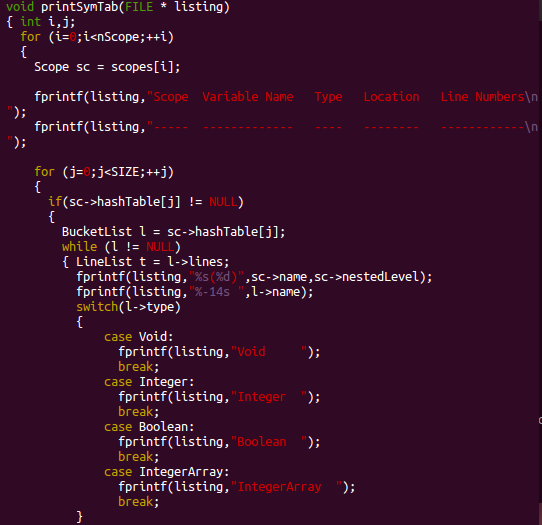 void printSymTab(FILE * listing)
{ int i,j;
  for (i=0;i<nScope;++i)
  {
    Scope sc = scopes[i];

    fprintf(listing,"Scope  Variable Name   Type   Location   Line Numbers\n
");
    fprintf(listing,"-----  -------------   ----   --------   ------------\n
");

    for (j=0;j<SIZE;++j)
    {
      if(sc->hashTable[j] != NULL)
      {
        BucketList l = sc->hashTable[j];
        while (l != NULL)
        { LineList t = l->lines;
          fprintf(listing,"%s(%d)",sc->name,sc->nestedLevel);
          fprintf(listing,"%-14s ",l->name);
          switch(l->type)
          {
              case Void:
                fprintf(listing,"Void     ");
                break;
              case Integer:
                fprintf(listing,"Integer  ");
                break;
              case Boolean:
                fprintf(listing,"Boolean  ");
                break;
              case IntegerArray:
                fprintf(listing,"IntegerArray  ");
                break;
          }